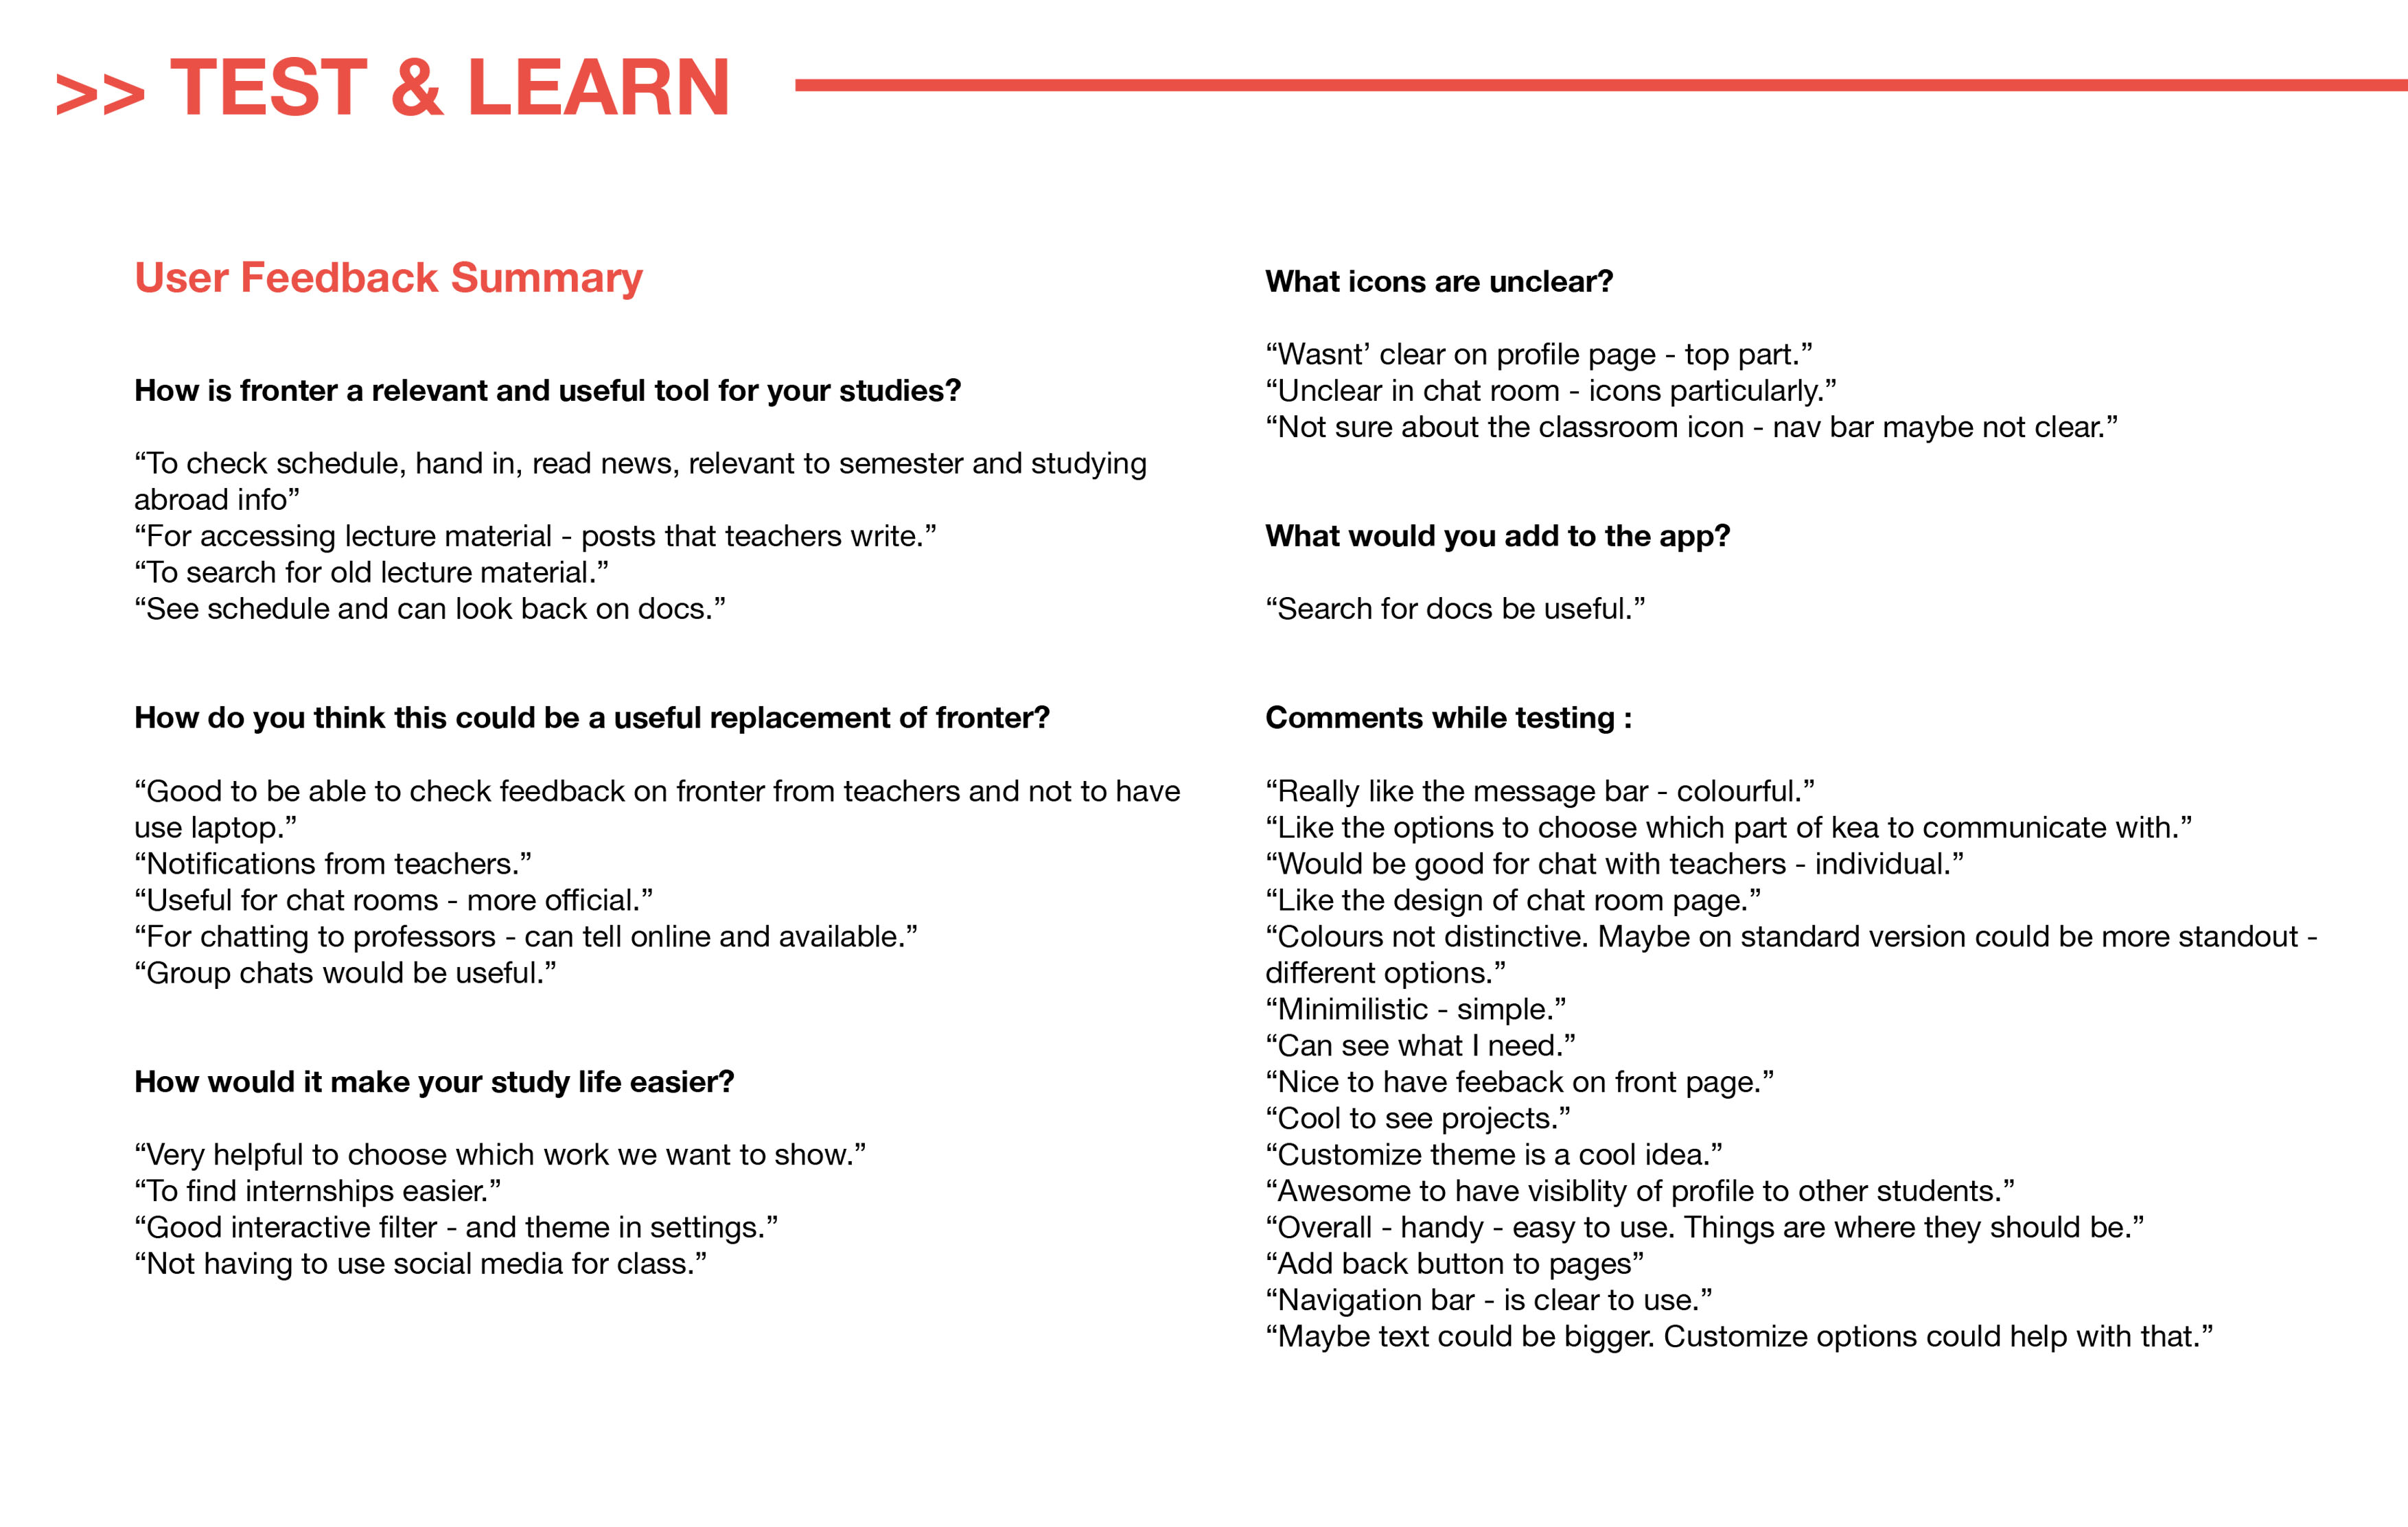 >> TEST & LEARN
User Feedback Summary
How is fronter a relevant and useful tool for your studies?
“To check schedule, hand in, read news, relevant to semester and studying
abroad info”
“For accessing lecture material - posts that teachers write.”
“To search for old lecture material.”
“See schedule and can look back on docs.”
How do you think this could be a useful replacement of fronter?
“Good to be able to check feedback on fronter from teachers and not to have
use laptop.”
“Notifications from teachers.”
“Useful for chat rooms - more official.”
“For chatting to professors - can tell online and available.”
“Group chats would be useful.”
How would it make your study life easier?
“Very helpful to choose which work we want to show.”
“To find internships easier.”
“Good interactive filter - and theme in settings.”
“Not having to use social media for class.”
What icons are unclear?
“Wasnt’ clear on profile page - top part.”
“Unclear in chat room - icons particularly.”
“Not sure about the classroom icon - nav bar maybe not clear.”
What would you add to the app?
“Search for docs be useful.”
Comments while testing :
“Really like the message bar - colourful.”
“Like the options to choose which part of kea to communicate with.”
“Would be good for chat with teachers - individual.”
“Like the design of chat room page.”
“Colours not distinctive. Maybe on standard version could be more standout -
different options.”
“Minimilistic - simple.”
“Can see what I need.”
“Nice to have feeback on front page.”
“Cool to see projects.”
“Customize theme is a cool idea.”
“Awesome to have visiblity of profile to other students.”
“Overall - handy - easy to use. Things are where they should be.”
“Add back button to pages”
“Navigation bar - is clear to use.”
“Maybe text could be bigger. Customize options could help with that.”